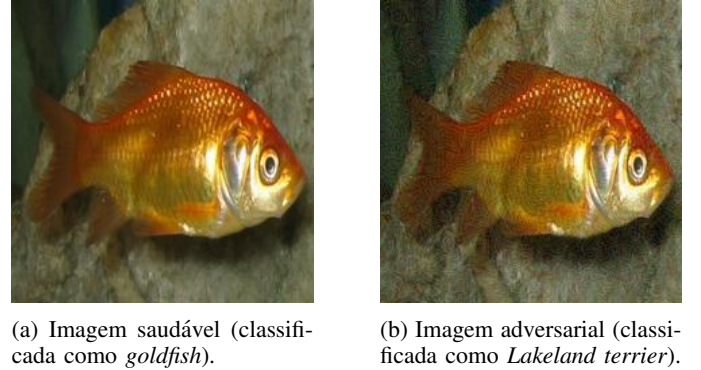 (a) Imagem saudável (classifi-
cada como goldfish).
(b) Imagem adversarial (classi-
ficada como Lakeland terrier).